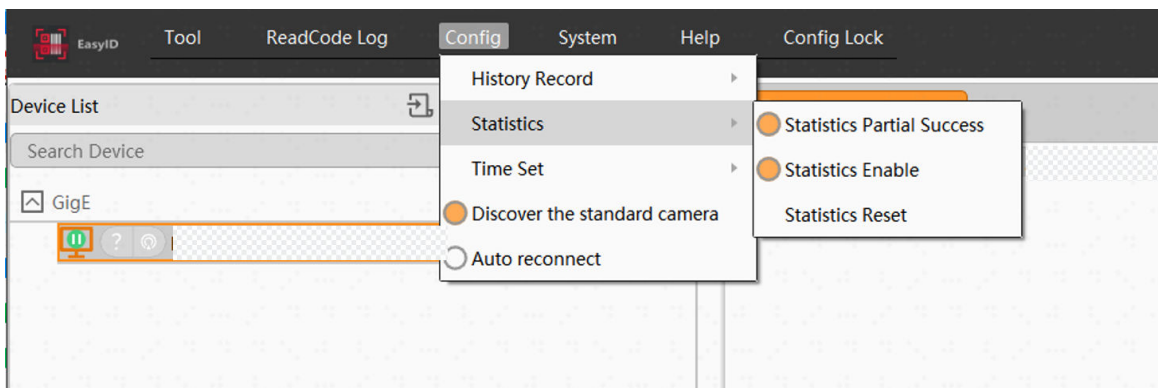 EasyID Tool ReadCode Log Config System Help Config Lock
Device List
Search Device
GigE
History Record
Statistics
Time Set
Discover the standard camera
Auto reconnect
Statistics Partial Success
Statistics Enable
Statistics Reset